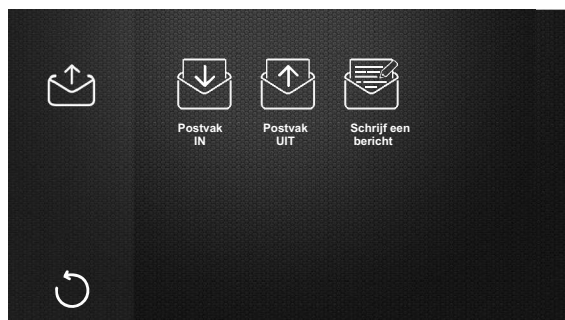 Postvak
IN
Postvak
UIT
Schrijf een
bericht